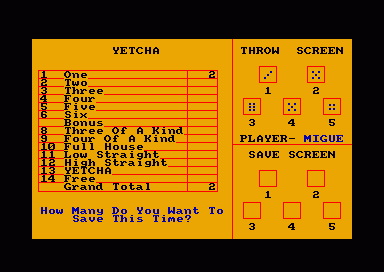 YETCHA
1 One 2
2 Two
3 Three
4 Four
5 Five
6 Six
Bonus
8 Three Of A Kind
9 Four Of A Kind
10 Full House
11 Low Straight
12 High Straight
13 YETCHA
14 Free
Grand Total 2
How Many Do You Want To
Save This Time?
THROW SCREEN
1 2
3 4 5
PLAYER- MIGUE
SAVE SCREEN
1 2
3 4 5